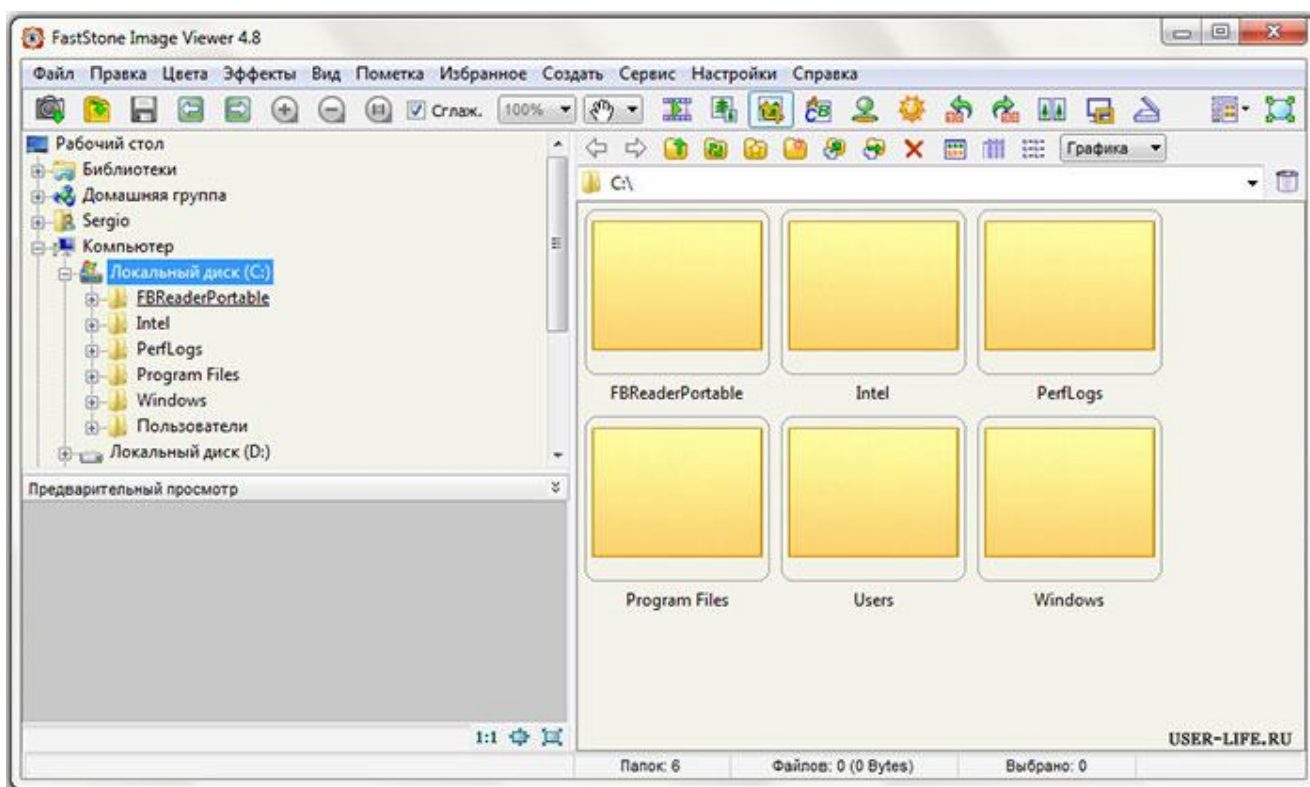 FastStone Image Viewer 4.8
Файл Правка Цвета Эффекты Вид Пометка Избранное Создать Сервис Настройки Справка
Сглаж. 100%
Рабочий стол
Библиотеки
Домашняя группа
Sergio
Компьютер
Локальный диск (C:)
FBReaderPortable
Intel
PerfLogs
Program Files
Windows
Пользователи
Локальный диск (D:)
Предварительный просмотр
1:1
Графика
C:\
FBReaderPortable Intel PerfLogs
Program Files Users Windows
USER-LIFE.RU
Папок: 6 Файлов: 0 (0 Bytes) Выбрано: 0